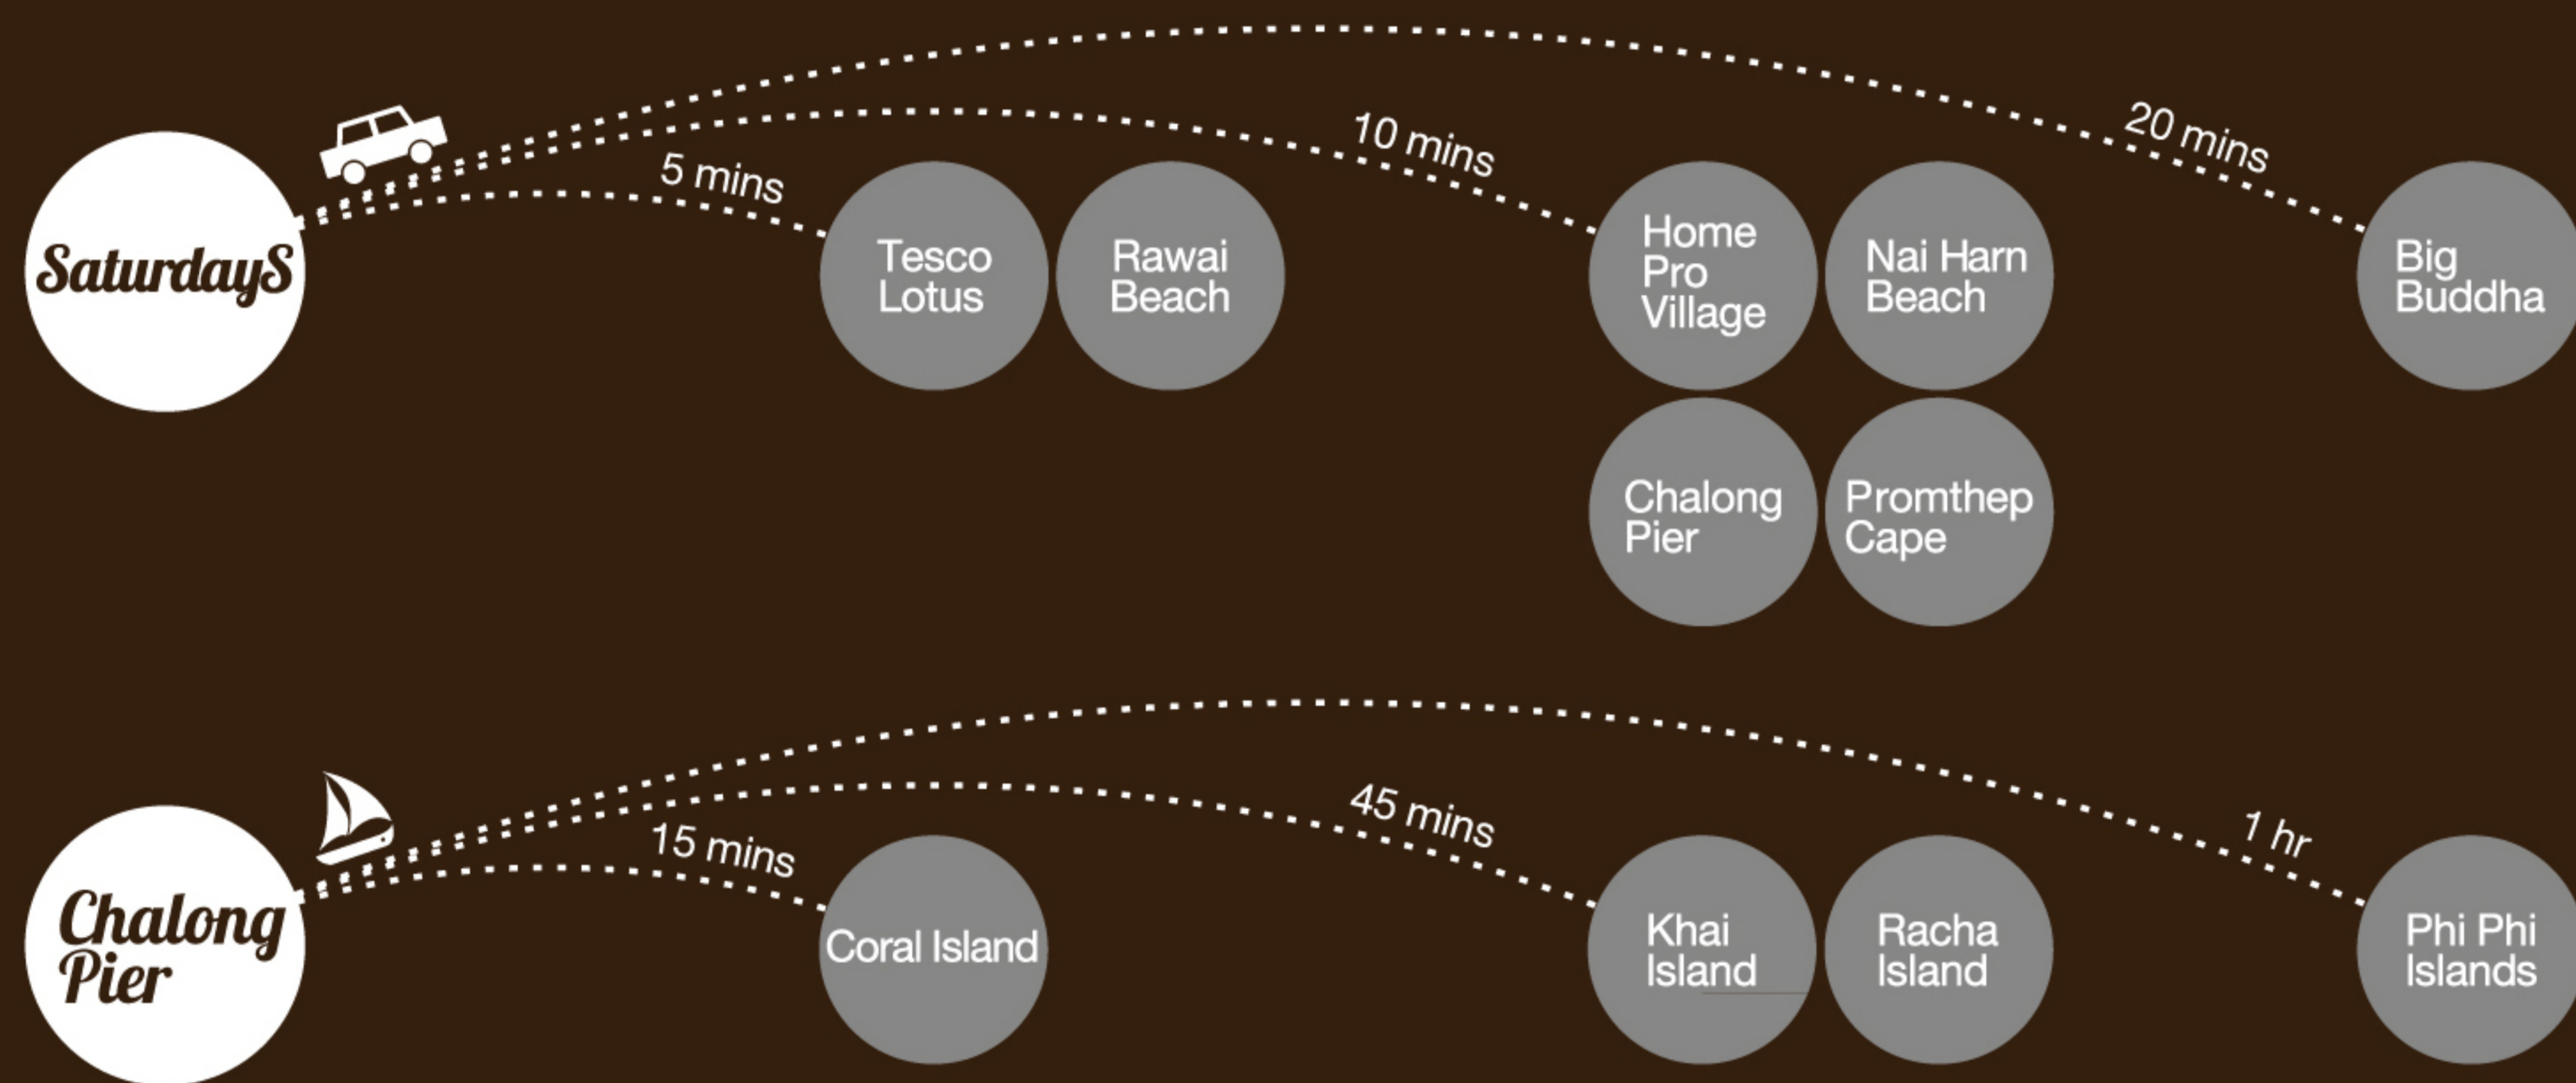 20 mins
10 mins
5 mins
SaturdayS
Tesco
Lotus
Rawai
Beach
Home
Pro
Village
Nai Harn
Beach
Big
Buddha
Chalong
Pier
Promthep
Cape
1 hr
45 mins
15 mins
Chalong
Pier
Coral Island
Khai
Island
Racha
Island
Phi Phi
Islands